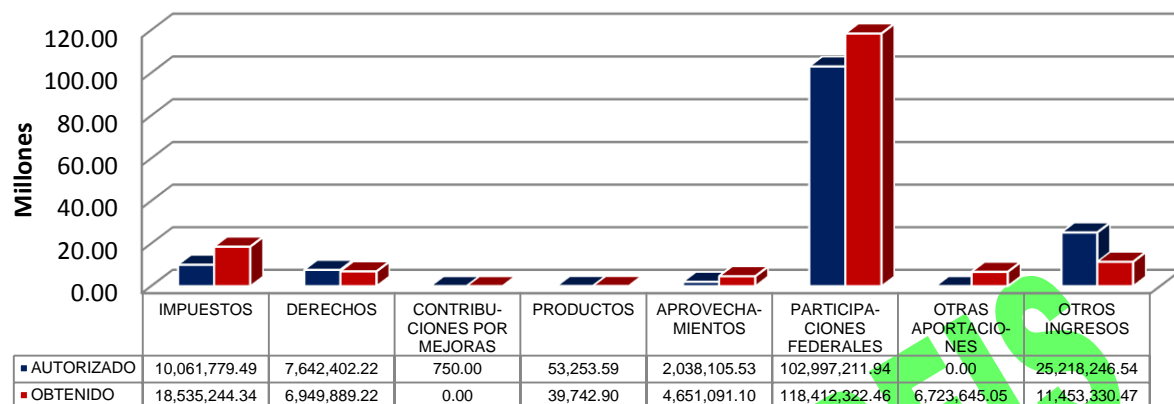 120.00
100.00
80.00
60.00
40.00
20.00
0.00
Millones
IMPUESTOS DERECHOS CONTRIBU-CIONES POR MEJORAS PRODUCTOS APROVECHA-MIENTOS PARTICIPA-CIONES FEDERALES OTRAS APORTACIO-NES OTROS INGRESOS
AUTORIZADO 10,061,779.49 7,642,402.22 750.00 53,253.59 2,038,105.53 102,997,211.94 0.00 25,218,246.54
OBTENIDO 18,535,244.34 6,949,889.22 0.00 39,742.90 4,651,091.10 118,412,322.46 6,723,645.05 11,453,330.47